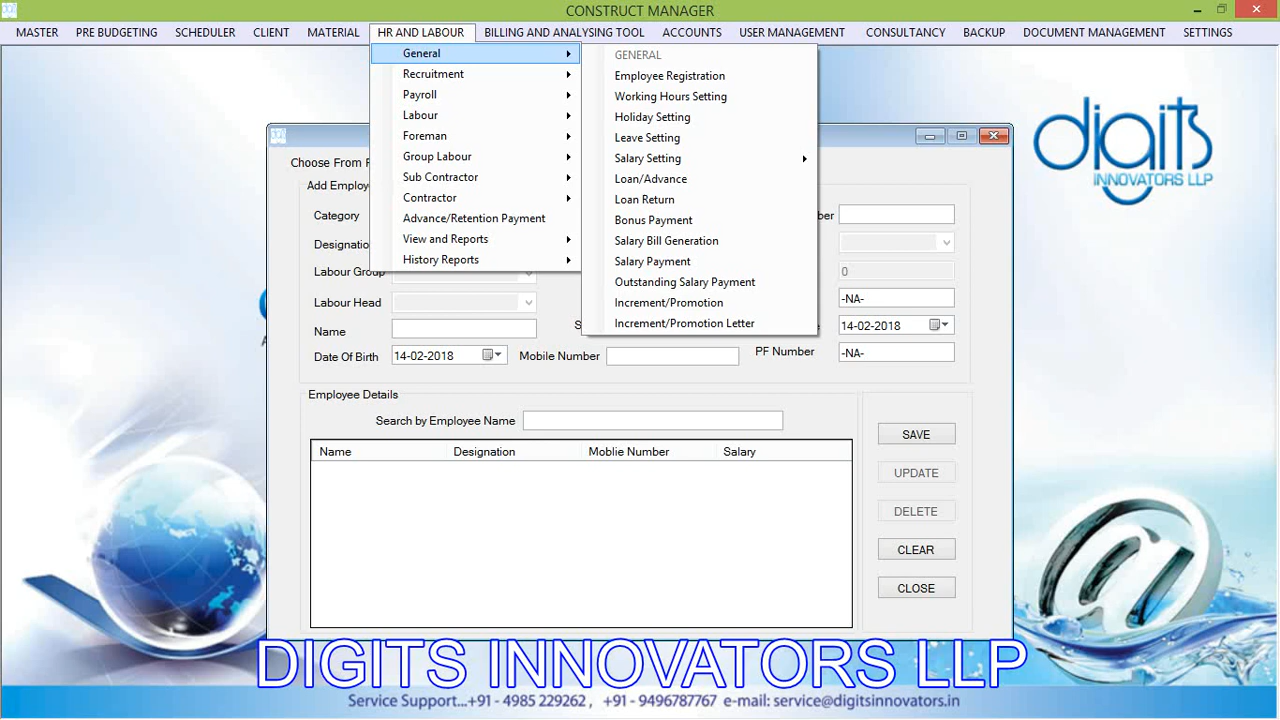 CONSTRUCT MANAGER
MASTER PRE BUDGETING SCHEDULER CLIENT MATERIAL HR AND LABOUR BILLING AND ANALYSING TOOL ACCOUNTS USER MANAGEMENT CONSULTANCY BACKUP DOCUMENT MANAGEMENT SETTINGS
General
Recruitment
Payroll
Labour
Foreman
Group Labour
Sub Contractor
Contractor
Advance/Retention Payment
View and Reports
History Reports
GENERAL
Employee Registration
Working Hours Setting
Holiday Setting
Leave Setting
Salary Setting
Loan/Advance
Loan Return
Bonus Payment
Salary Bill Generation
Salary Payment
Outstanding Salary Payment
Increment/Promotion
Increment/Promotion Letter
digits
INNOVATORS LLP
Choose From
Category
Labour Group 0
Labour Head -NA-
Name 14-02-2018
Date Of Birth 14-02-2018 Mobile Number PF Number -NA-
Employee Details
Search by Employee Name
Name Designation Moblie Number Salary
SAVE
UPDATE
DELETE
CLEAR
CLOSE
DIGITS INNOVATORS LLP
Service Support...+91 - 4985 229262 , +91 - 9496787767 e-mail: service@digitsinnovators.in